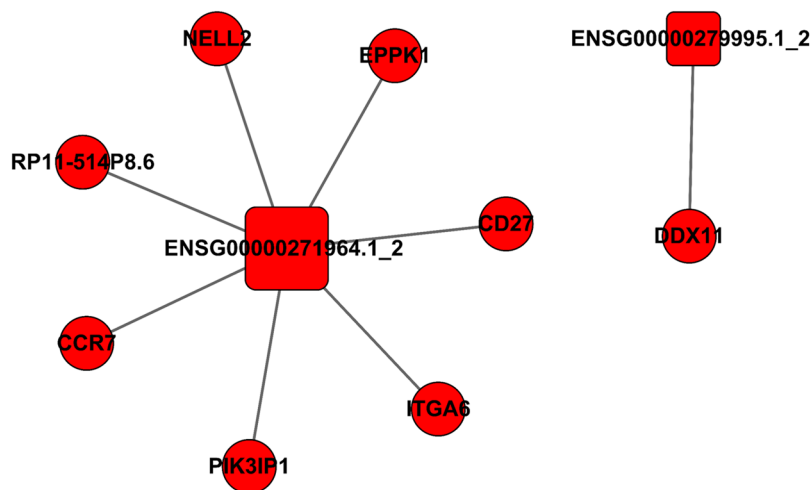 NELL2
EPPK1
ENSG00000279995.1_2
RP11-514P8.6
CD27
DDX11
ENSG00000271964.1_2
CCR7
ITGA6
PIK3IP1